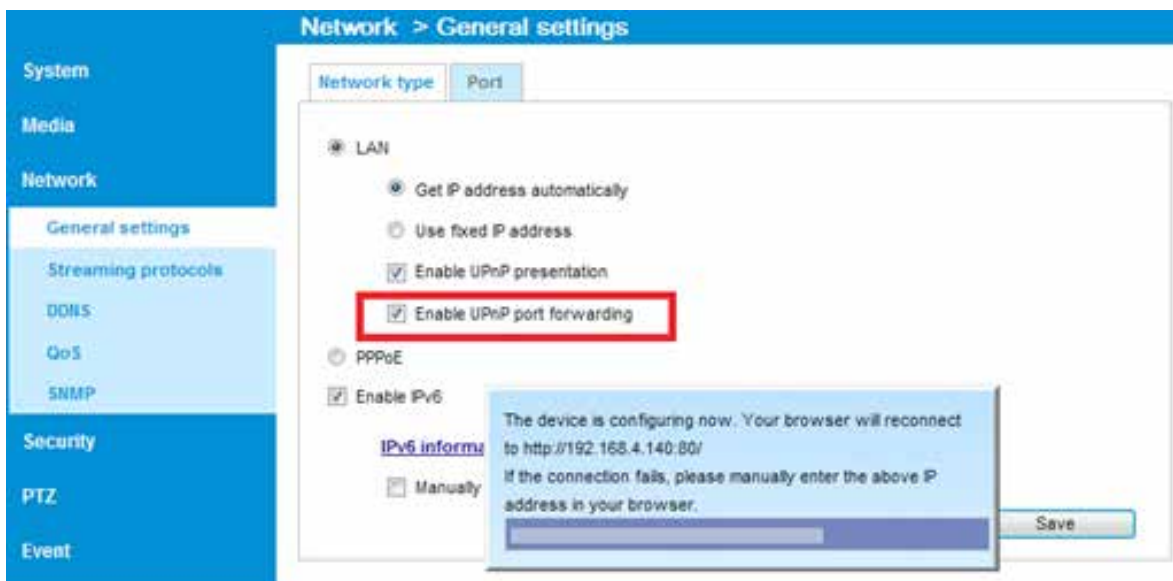 Network > General settings
System
Media
Network
General settings
Streaming protocols
DDNS
QoS
SNMP
Security
PTZ
Event
Network type
Port
LAN
Get IP address automatically
Use fixed IP address
Enable UPnP presentation
Enable UPnP port forwarding
PPPoE
Enable IPv6
IPv6 informa
Manually
The device is configuring now. Your browser will reconnect
to http://192.168.4.140:80/
If the connection fails, please manually enter the above IP
address in your browser.
Save